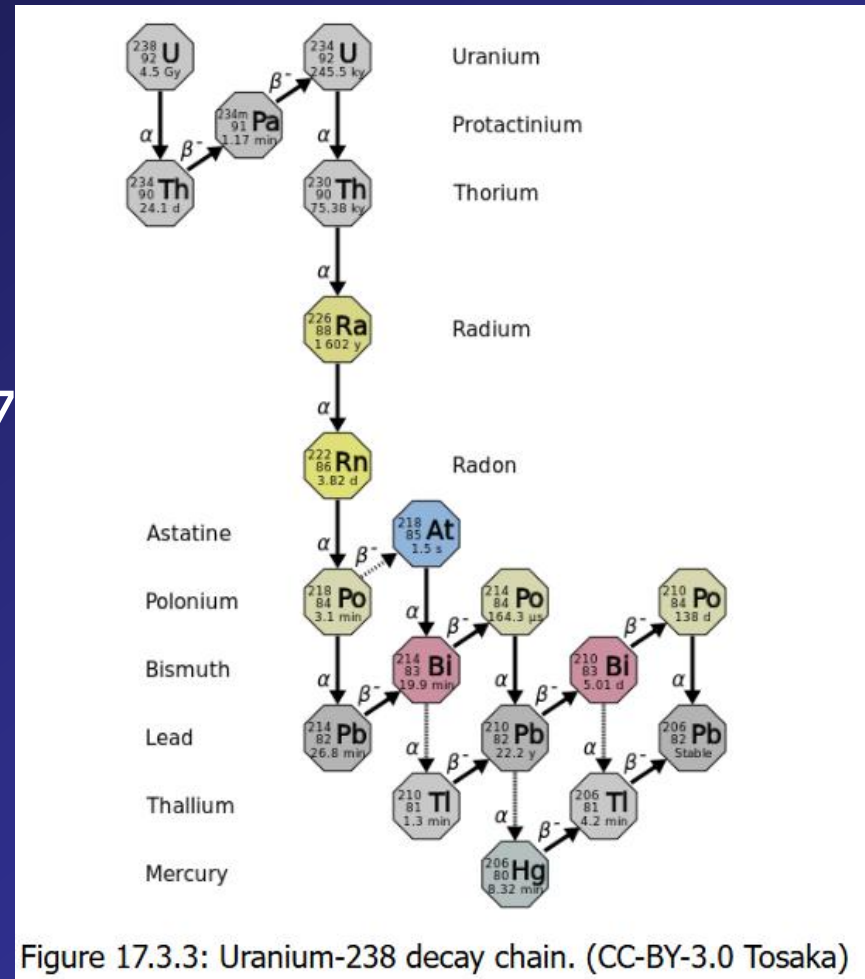 238 92 U 4.5 Gy
234 92 U 245.5 ky
Uranium
β-
234m 91 Pa 1.17 min
Protactinium
α
β-
α
234 90 Th 24.1 d
230 90 Th 75.38 ky
Thorium
α
226 88 Ra 1 602 y
Radium
7
α
222 86 Rn 3.82 d
Radon
Astatine
α
β-
218 85 At 1.5 s
Polonium
218 84 Po 3.1 min
α
214 84 Po 164.3 μs
210 84 Po 138 d
β-
β-
Bismuth
α
β-
214 83 Bi 19.9 min
α
β-
210 83 Bi 5.01 d
α
Lead
214 82 Pb 26.8 min
α
β-
210 82 Pb 22.2 y
α
β-
206 82 Pb Stable
Thallium
210 81 Tl 1.3 min
α
β-
206 81 Tl 4.2 min
Mercury
206 80 Hg 8.32 min
Figure 17.3.3: Uranium-238 decay chain. (CC-BY-3.0 Tosaka)